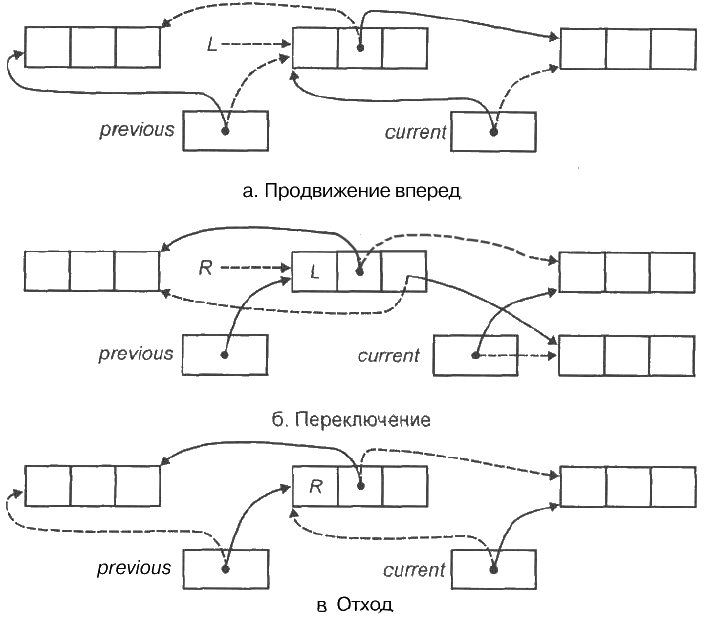 L
previous
current
а. Продвижение вперед
R
L
previous
current
б. Переключение
R
previous
current
в Отход